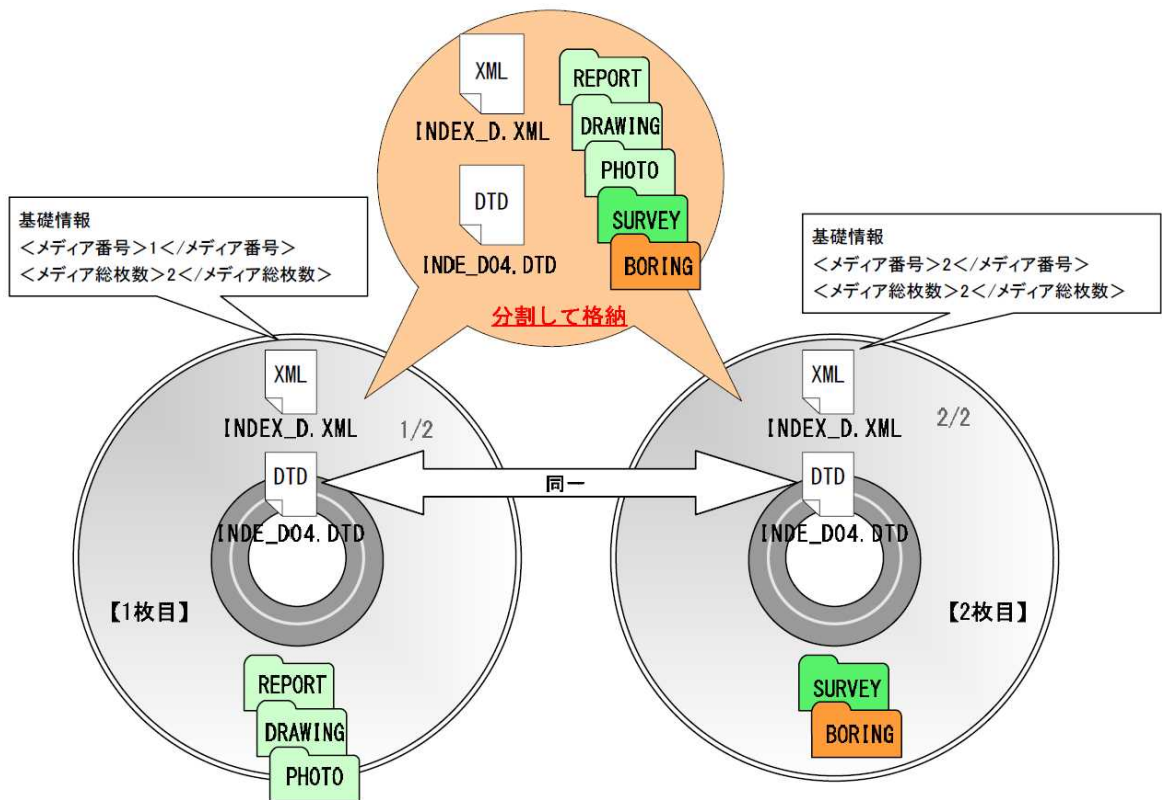 XML
INDEX_D.XML
DTD
INDE_D04.DTD
REPORT
DRAWING
PHOTO
SURVEY
BORING
分割して格納
基礎情報
<メディア番号>1</メディア番号>
<メディア総枚数>2</メディア総枚数>
基礎情報
<メディア番号>2</メディア番号>
<メディア総枚数>2</メディア総枚数>
XML
INDEX_D.XML
1/2
DTD
INDE_D04.DTD
【1枚目】
REPORT
DRAWING
PHOTO
同一
XML
INDEX_D.XML
2/2
DTD
INDE_D04.DTD
【2枚目】
SURVEY
BORING